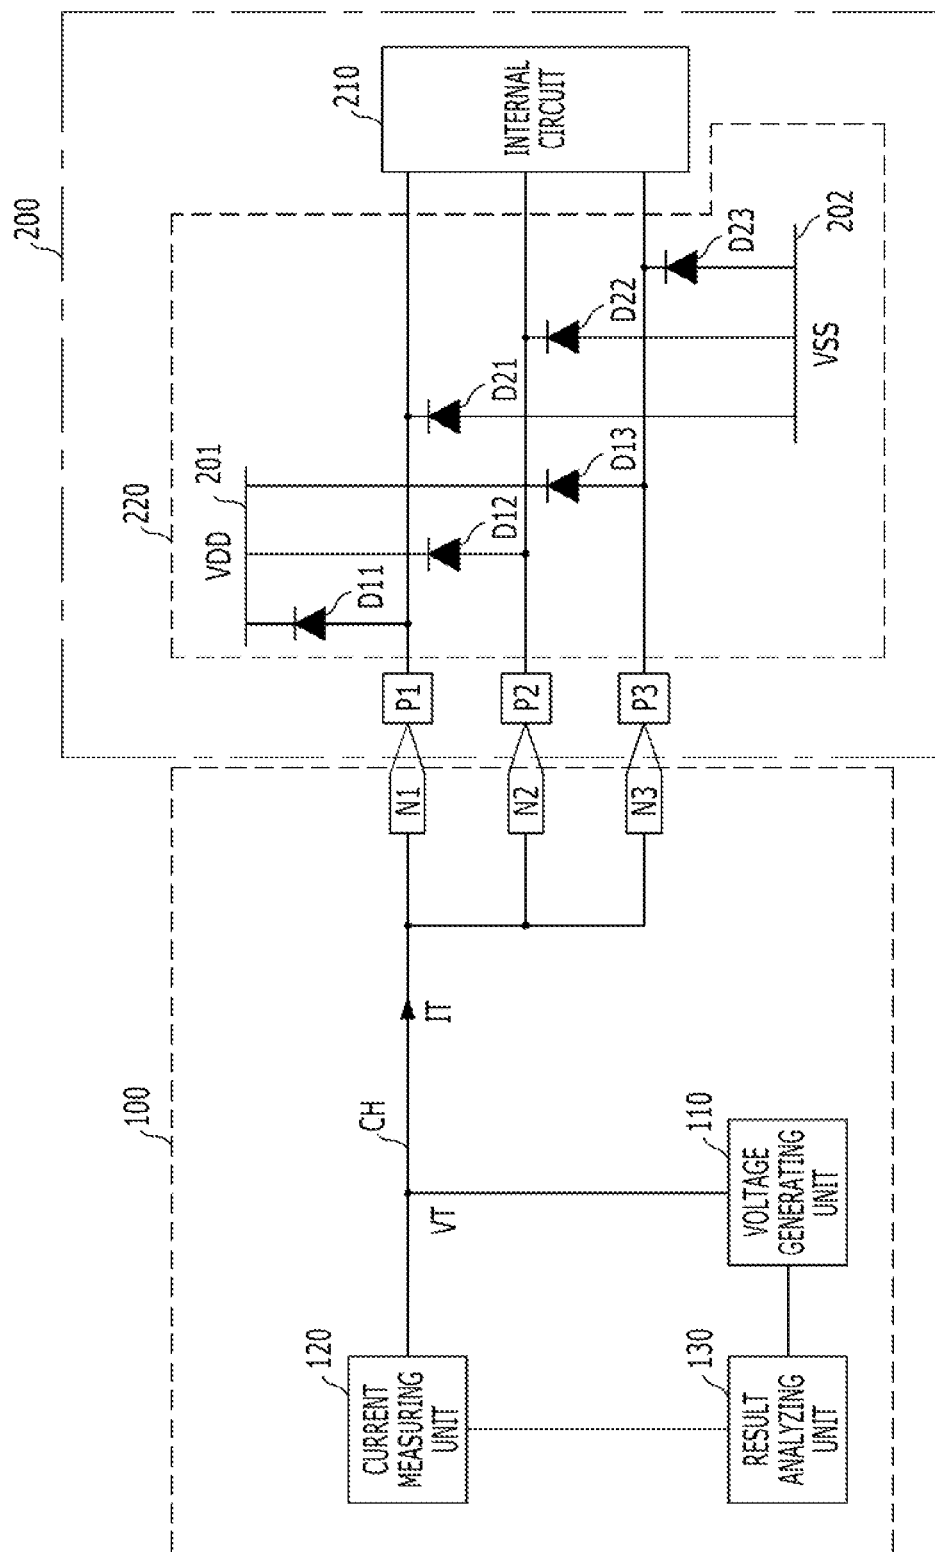 100
120
CURRENT
MEASURING
UNIT
130
RESULT
ANALYZING
UNIT
110
VOLTAGE
GENERATING
UNIT
VT
CH
IT
N1
N2
N3
200
P1
P2
P3
220
VDD
201
D11
D12
D13
D21
D22
D23
VSS
202
210
INTERNAL
CIRCUIT